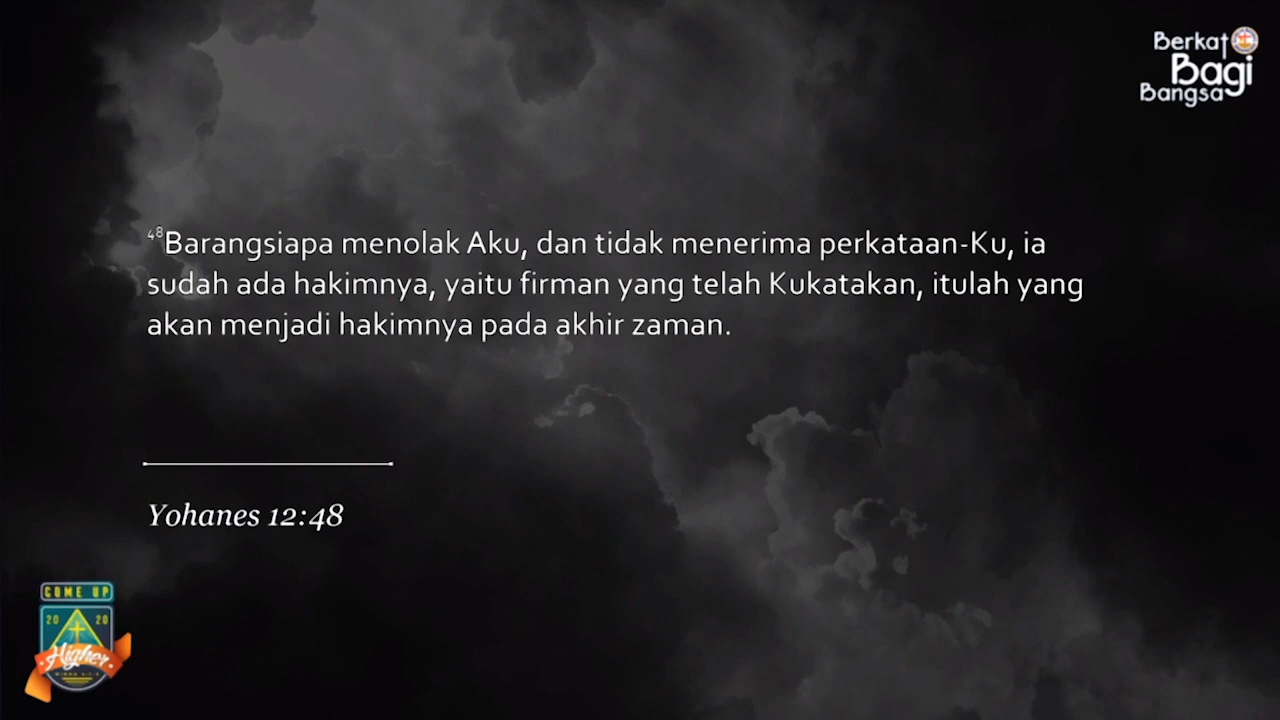 Berkat
Bagi
Bangsa
48Barangsiapa menolak Aku, dan tidak menerima perkataan-Ku, ia
sudah ada hakimnya, yaitu firman yang telah Kukatakan, itulah yang
akan menjadi hakimnya pada akhir zaman.
Yohanes 12:48
COME UP
20 20
Higher